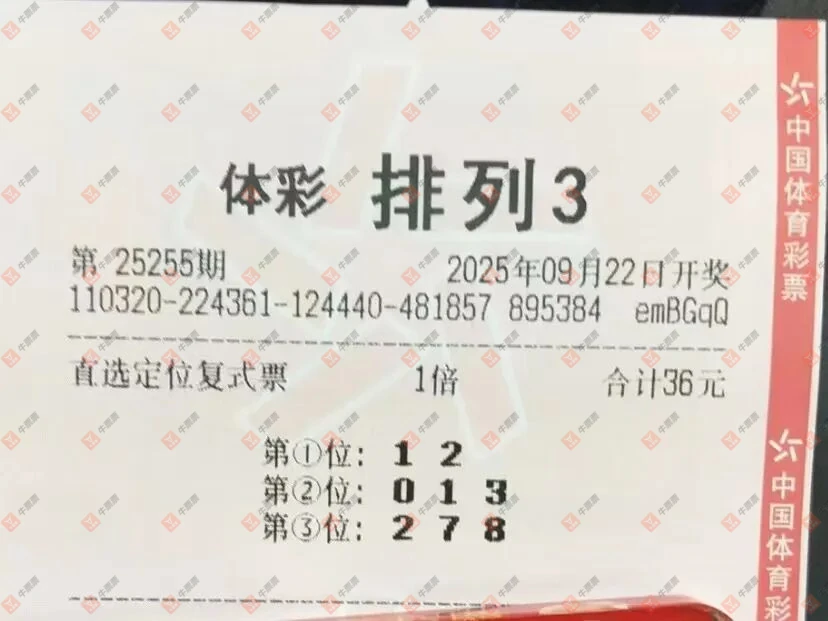 体彩 排列3
第 25255期 2025年09月22日开奖
110320-224361-124440-481857 895384 emBGqQ
直选定位复式票 1倍 合计36元
第①位: 1 2
第②位: 0 1 3
第③位: 2 7 8
中国体育彩票
中国体育彩